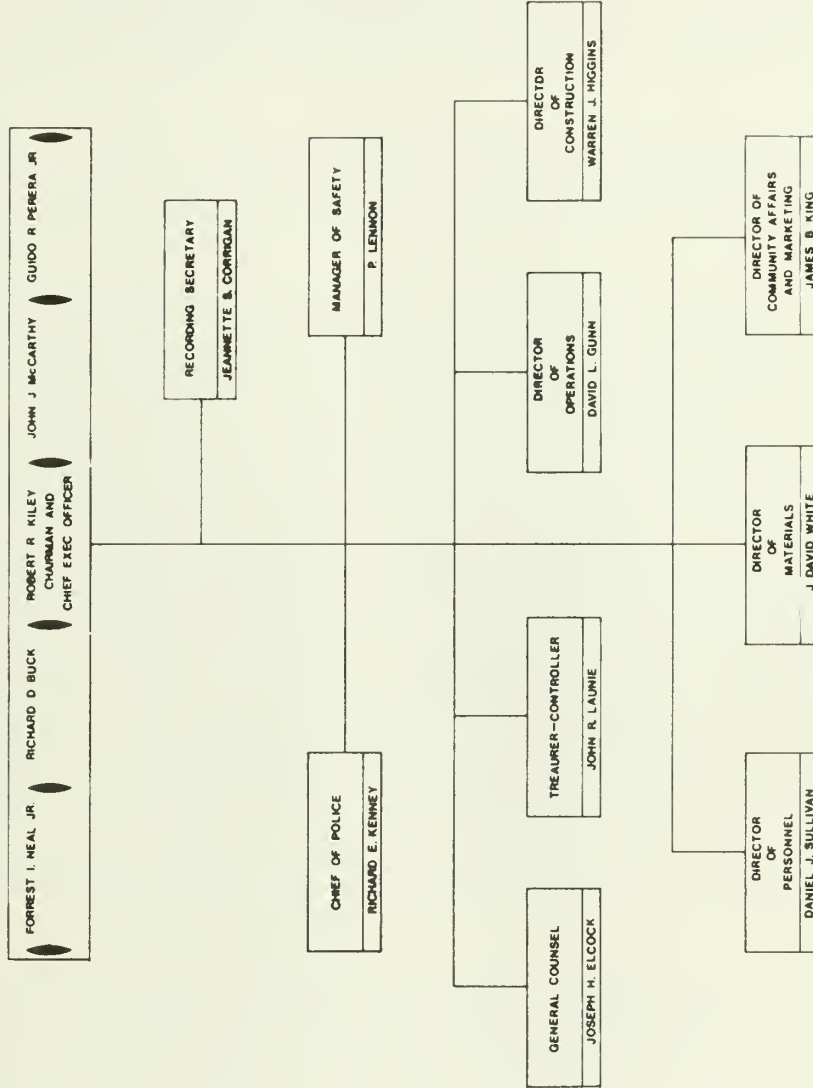 FORREST I. NEAL JR.
RICHARD D BUCK
ROBERT R KILEY
CHAIRMAN AND
CHIEF EXEC OFFICER
JOHN J McCARTHY
GUIDO R PERERA JR
RECORDING SECRETARY
JEANNETTE S. CORRIGAN
CHIEF OF POLICE
RICHARD E. KENNEY
MANAGER OF SAFETY
P. LENNON
GENERAL COUNSEL
JOSEPH H. ELCOCK
TREAURER-CONTROLLER
JOHN R. LAUNIE
DIRECTOR
OF
OPERATIONS
DAVID L. GUNN
DIRECTOR
OF
CONSTRUCTION
WARREN J. HIGGINS
DIRECTOR
OF
PERSONNEL
DANIEL J. SULLIVAN
DIRECTOR
OF
MATERIALS
J DAVID WHITE
DIRECTOR OF
COMMUNITY AFFAIRS
AND MARKETING
JAMES B KING